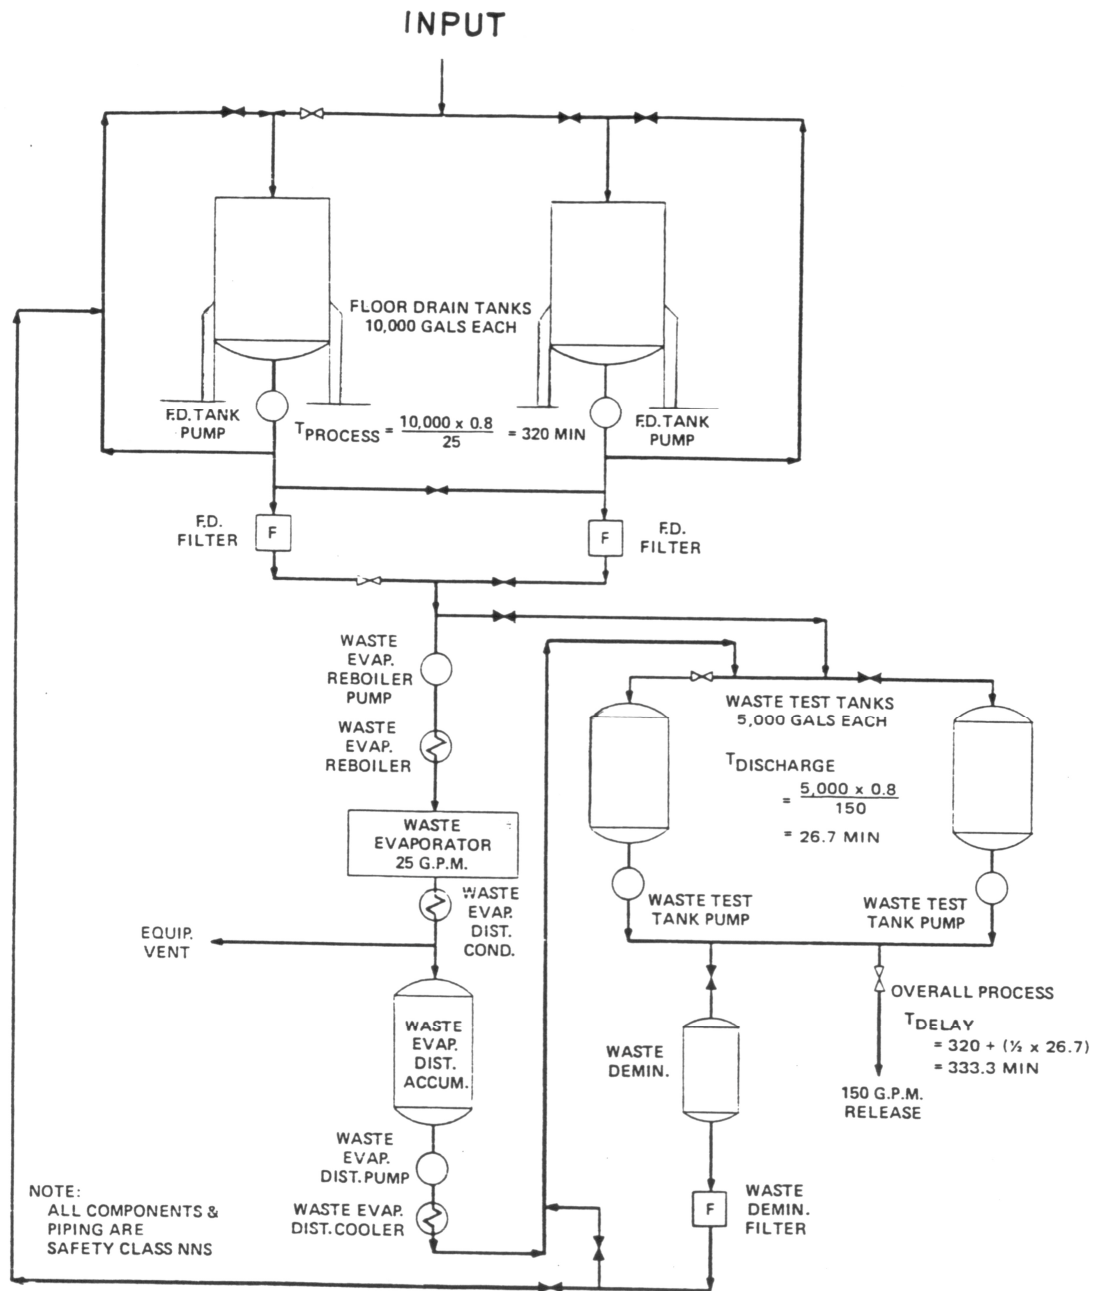 INPUT
FLOOR DRAIN TANKS
10,000 GALS EACH
F.D. TANK
PUMP
T PROCESS = 10,000 x 0.8 / 25 = 320 MIN
F.D. TANK
PUMP
F.D.
FILTER
F
F
F.D.
FILTER
WASTE
EVAP.
REBOILER
PUMP
WASTE
EVAP.
REBOILER
WASTE
EVAPORATOR
25 G.P.M.
WASTE
EVAP.
DIST.
COND.
EQUIP.
VENT
WASTE
EVAP.
DIST.
ACCUM.
WASTE
EVAP.
DIST. PUMP
WASTE EVAP.
DIST. COOLER
WASTE TEST TANKS
5,000 GALS EACH
T DISCHARGE
= 5,000 x 0.8 / 150
= 26.7 MIN
WASTE TEST
TANK PUMP
WASTE TEST
TANK PUMP
OVERALL PROCESS
T DELAY
= 320 + (½ x 26.7)
= 333.3 MIN
150 G.P.M.
RELEASE
WASTE
DEMIN.
F
WASTE
DEMIN.
FILTER
NOTE:
ALL COMPONENTS &
PIPING ARE
SAFETY CLASS NNS